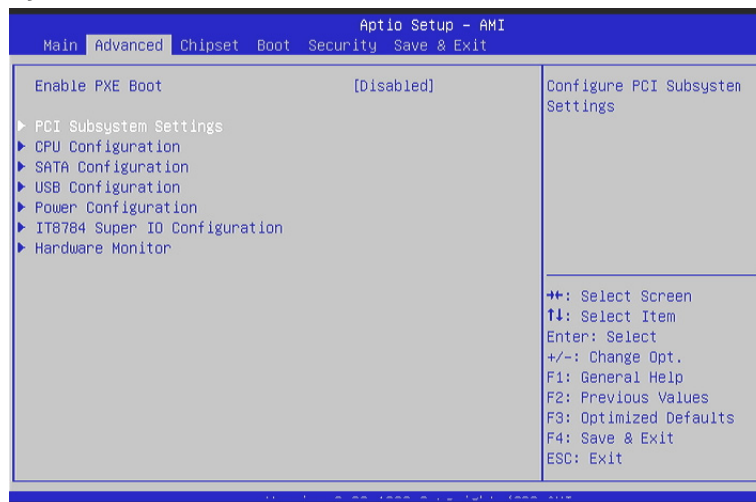 Aptio Setup – AMI
Main Advanced Chipset Boot Security Save & Exit
Enable PXE Boot [Disabled]
PCI Subsystem Settings
CPU Configuration
SATA Configuration
USB Configuration
Power Configuration
IT8784 Super IO Configuration
Hardware Monitor
Configure PCI Subsystem
Settings
→←: Select Screen
↑↓: Select Item
Enter: Select
+/-: Change Opt.
F1: General Help
F2: Previous Values
F3: Optimized Defaults
F4: Save & Exit
ESC: Exit